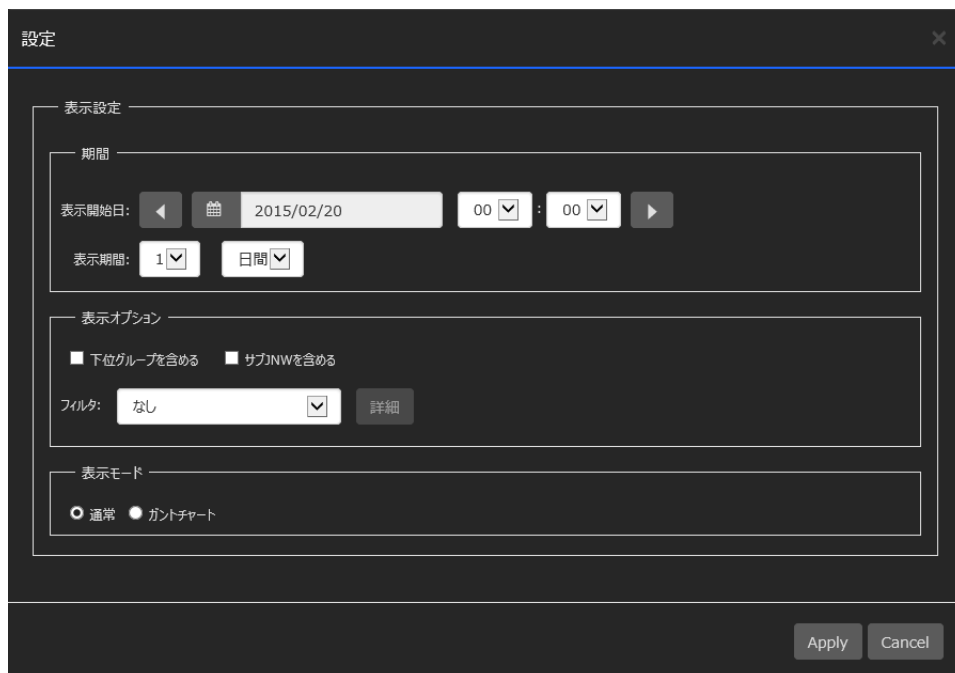 設定
表示設定
期間
表示開始日: 2015/02/20 00 : 00
表示期間: 1 日間
表示オプション
下位グループを含める サブJNWを含める
フィルタ: なし 詳細
表示モード
通常 ガントチャート
Apply Cancel